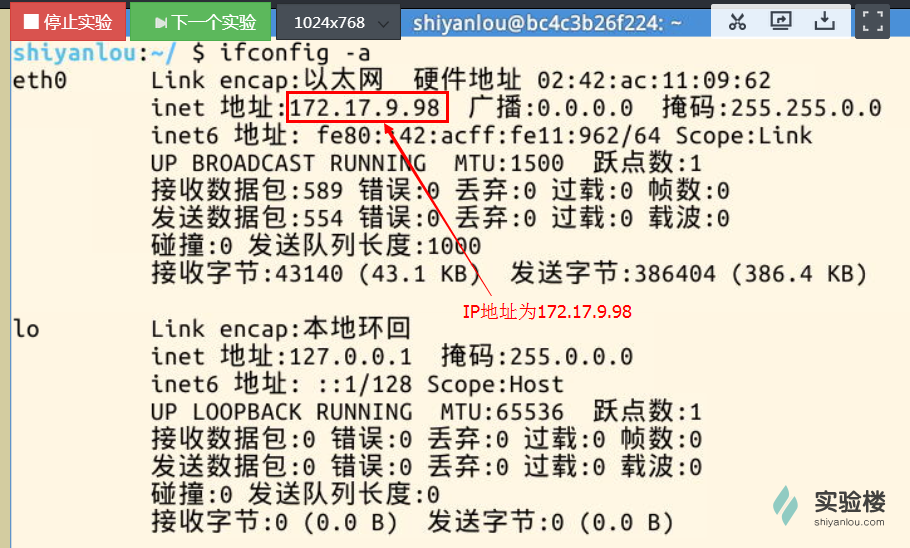 停止实验 下一个实验 1024x768 shiyanlou@bc4c3b26f224: ~
shiyanlou:~/ $ ifconfig -a
eth0 Link encap:以太网 硬件地址 02:42:ac:11:09:62
inet 地址:172.17.9.98 广播:0.0.0.0 掩码:255.255.0.0
inet6 地址: fe80::42:acff:fe11:962/64 Scope:Link
UP BROADCAST RUNNING MTU:1500 跃点数:1
接收数据包:589 错误:0 丢弃:0 过载:0 帧数:0
发送数据包:554 错误:0 丢弃:0 过载:0 载波:0
碰撞:0 发送队列长度:1000
接收字节:43140 (43.1 KB) 发送字节:386404 (386.4 KB)
IP地址为172.17.9.98
lo Link encap:本地环回
inet 地址:127.0.0.1 掩码:255.0.0.0
inet6 地址: ::1/128 Scope:Host
UP LOOPBACK RUNNING MTU:65536 跃点数:1
接收数据包:0 错误:0 丢弃:0 过载:0 帧数:0
发送数据包:0 错误:0 丢弃:0 过载:0 载波:0
碰撞:0 发送队列长度:0
接收字节:0 (0.0 B) 发送字节:0 (0.0 B)
实验楼
shiyanlou.com